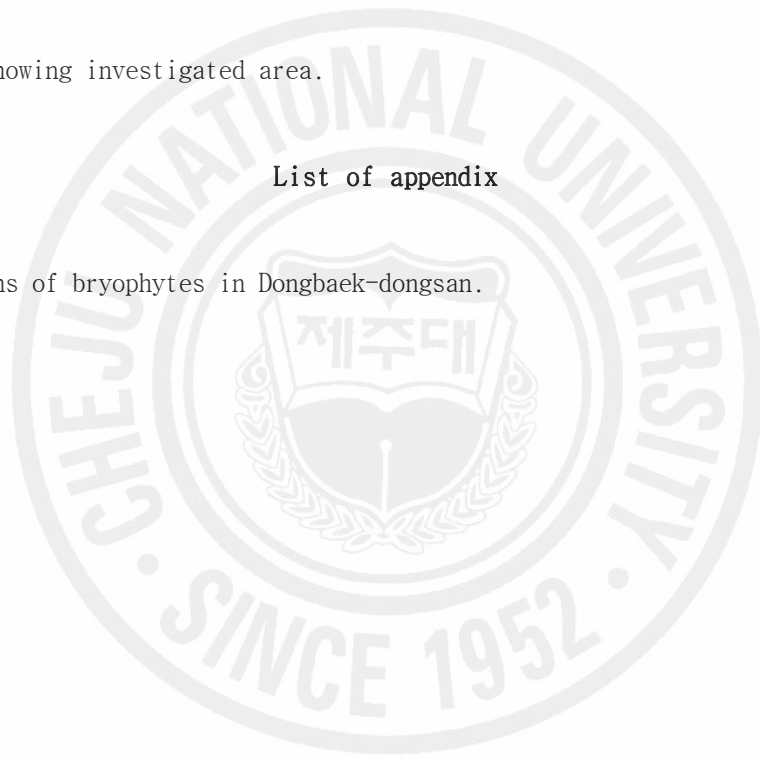 howing investigated area.
List of appendix
ns of bryophytes in Dongbaek-dongsan.
CHEJU NATIONAL UNIVERSITY
제주대
SINCE 1952